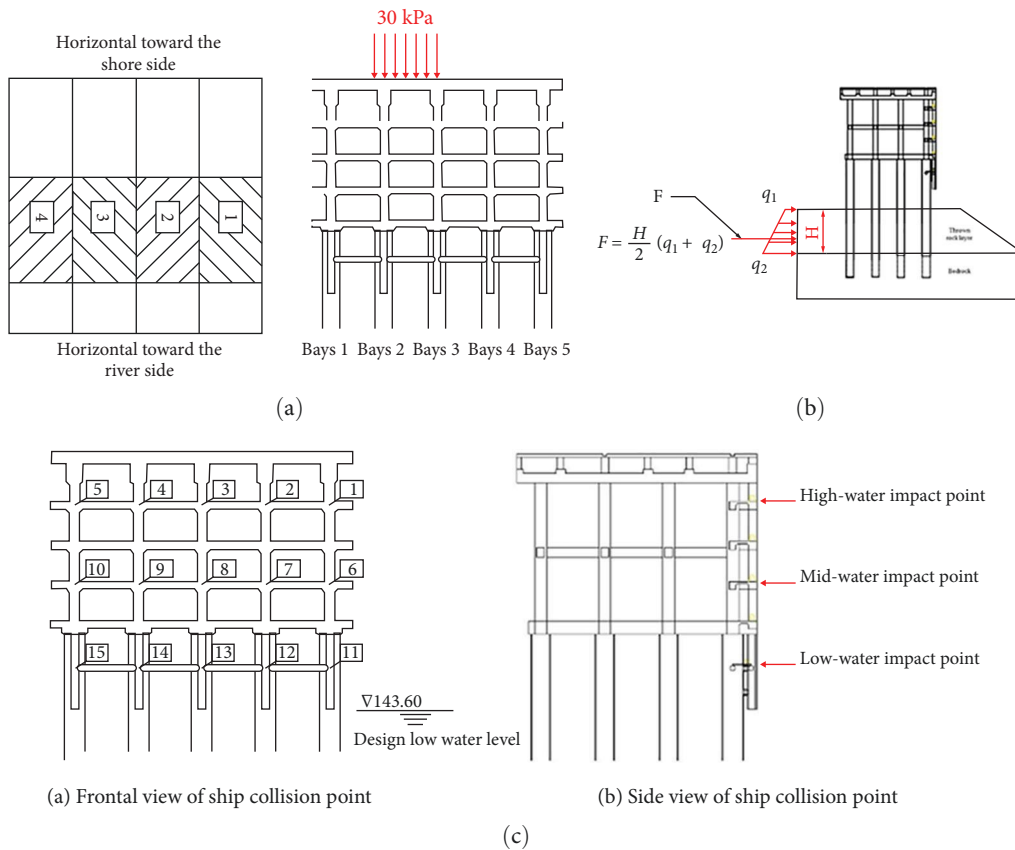 Horizontal toward the
shore side
4
3
2
1
Horizontal toward the
river side
30 kPa
Bays 1 Bays 2 Bays 3 Bays 4 Bays 5
(a)
F
F = H/2 (q1 + q2)
q1
q2
H
Thrown
rock layer
Bedrock
(b)
5 4 3 2 1
10 9 8 7 6
15 14 13 12 11
∇143.60
Design low water level
(a) Frontal view of ship collision point
High-water impact point
Mid-water impact point
Low-water impact point
(b) Side view of ship collision point
(c)